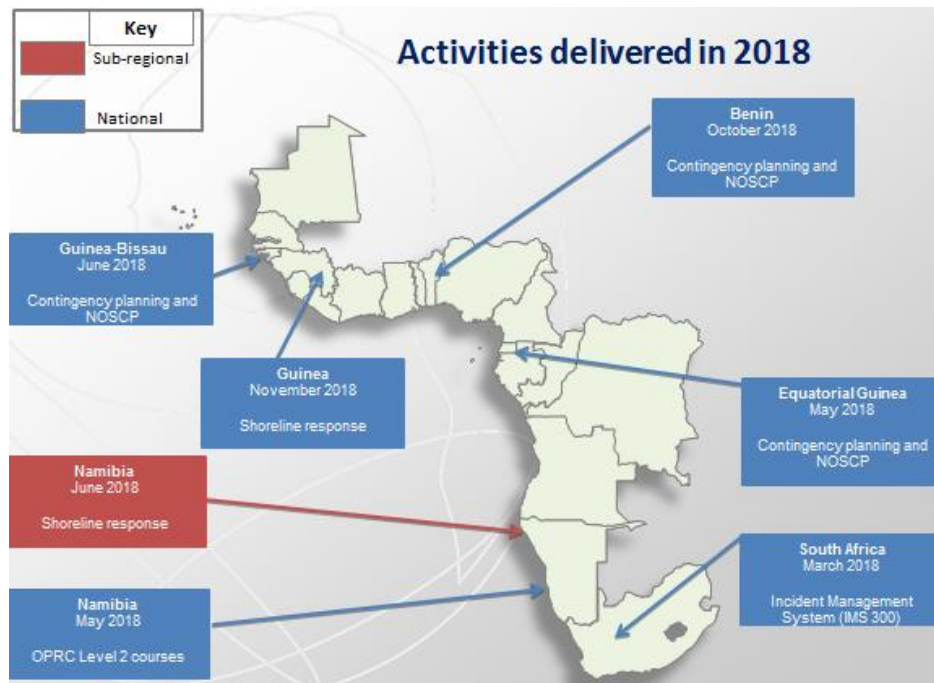 Key
Sub-regional
National
Activities delivered in 2018
Benin
October 2018
Contingency planning and
NOSCP
Guinea-Bissau
June 2018
Contingency planning and
NOSCP
Guinea
November 2018
Shoreline response
Equatorial Guinea
May 2018
Contingency planning and
NOSCP
Namibia
June 2018
Shoreline response
South Africa
March 2018
Incident Management
System (IMS 300)
Namibia
May 2018
OPRC Level 2 courses